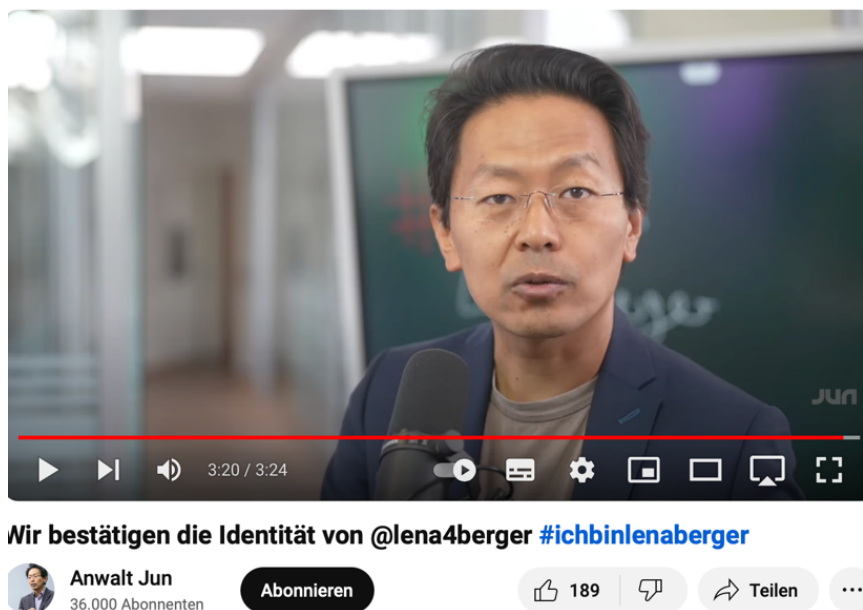 JUN
3:20 / 3:24
Wir bestätigen die Identität von @lena4berger #ichbinlenaberger
Anwalt Jun
36.000 Abonnenten
Abonnieren
189
Teilen